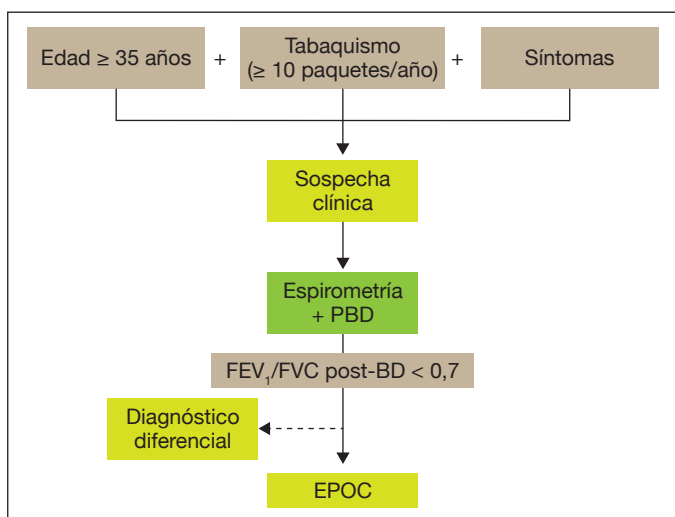 Edad ≥ 35 años
+
Tabaquismo
(≥ 10 paquetes/año)
+
Síntomas
Sospecha
clínica
Espirometría
+ PBD
FEV₁/FVC post-BD < 0,7
Diagnóstico
diferencial
EPOC